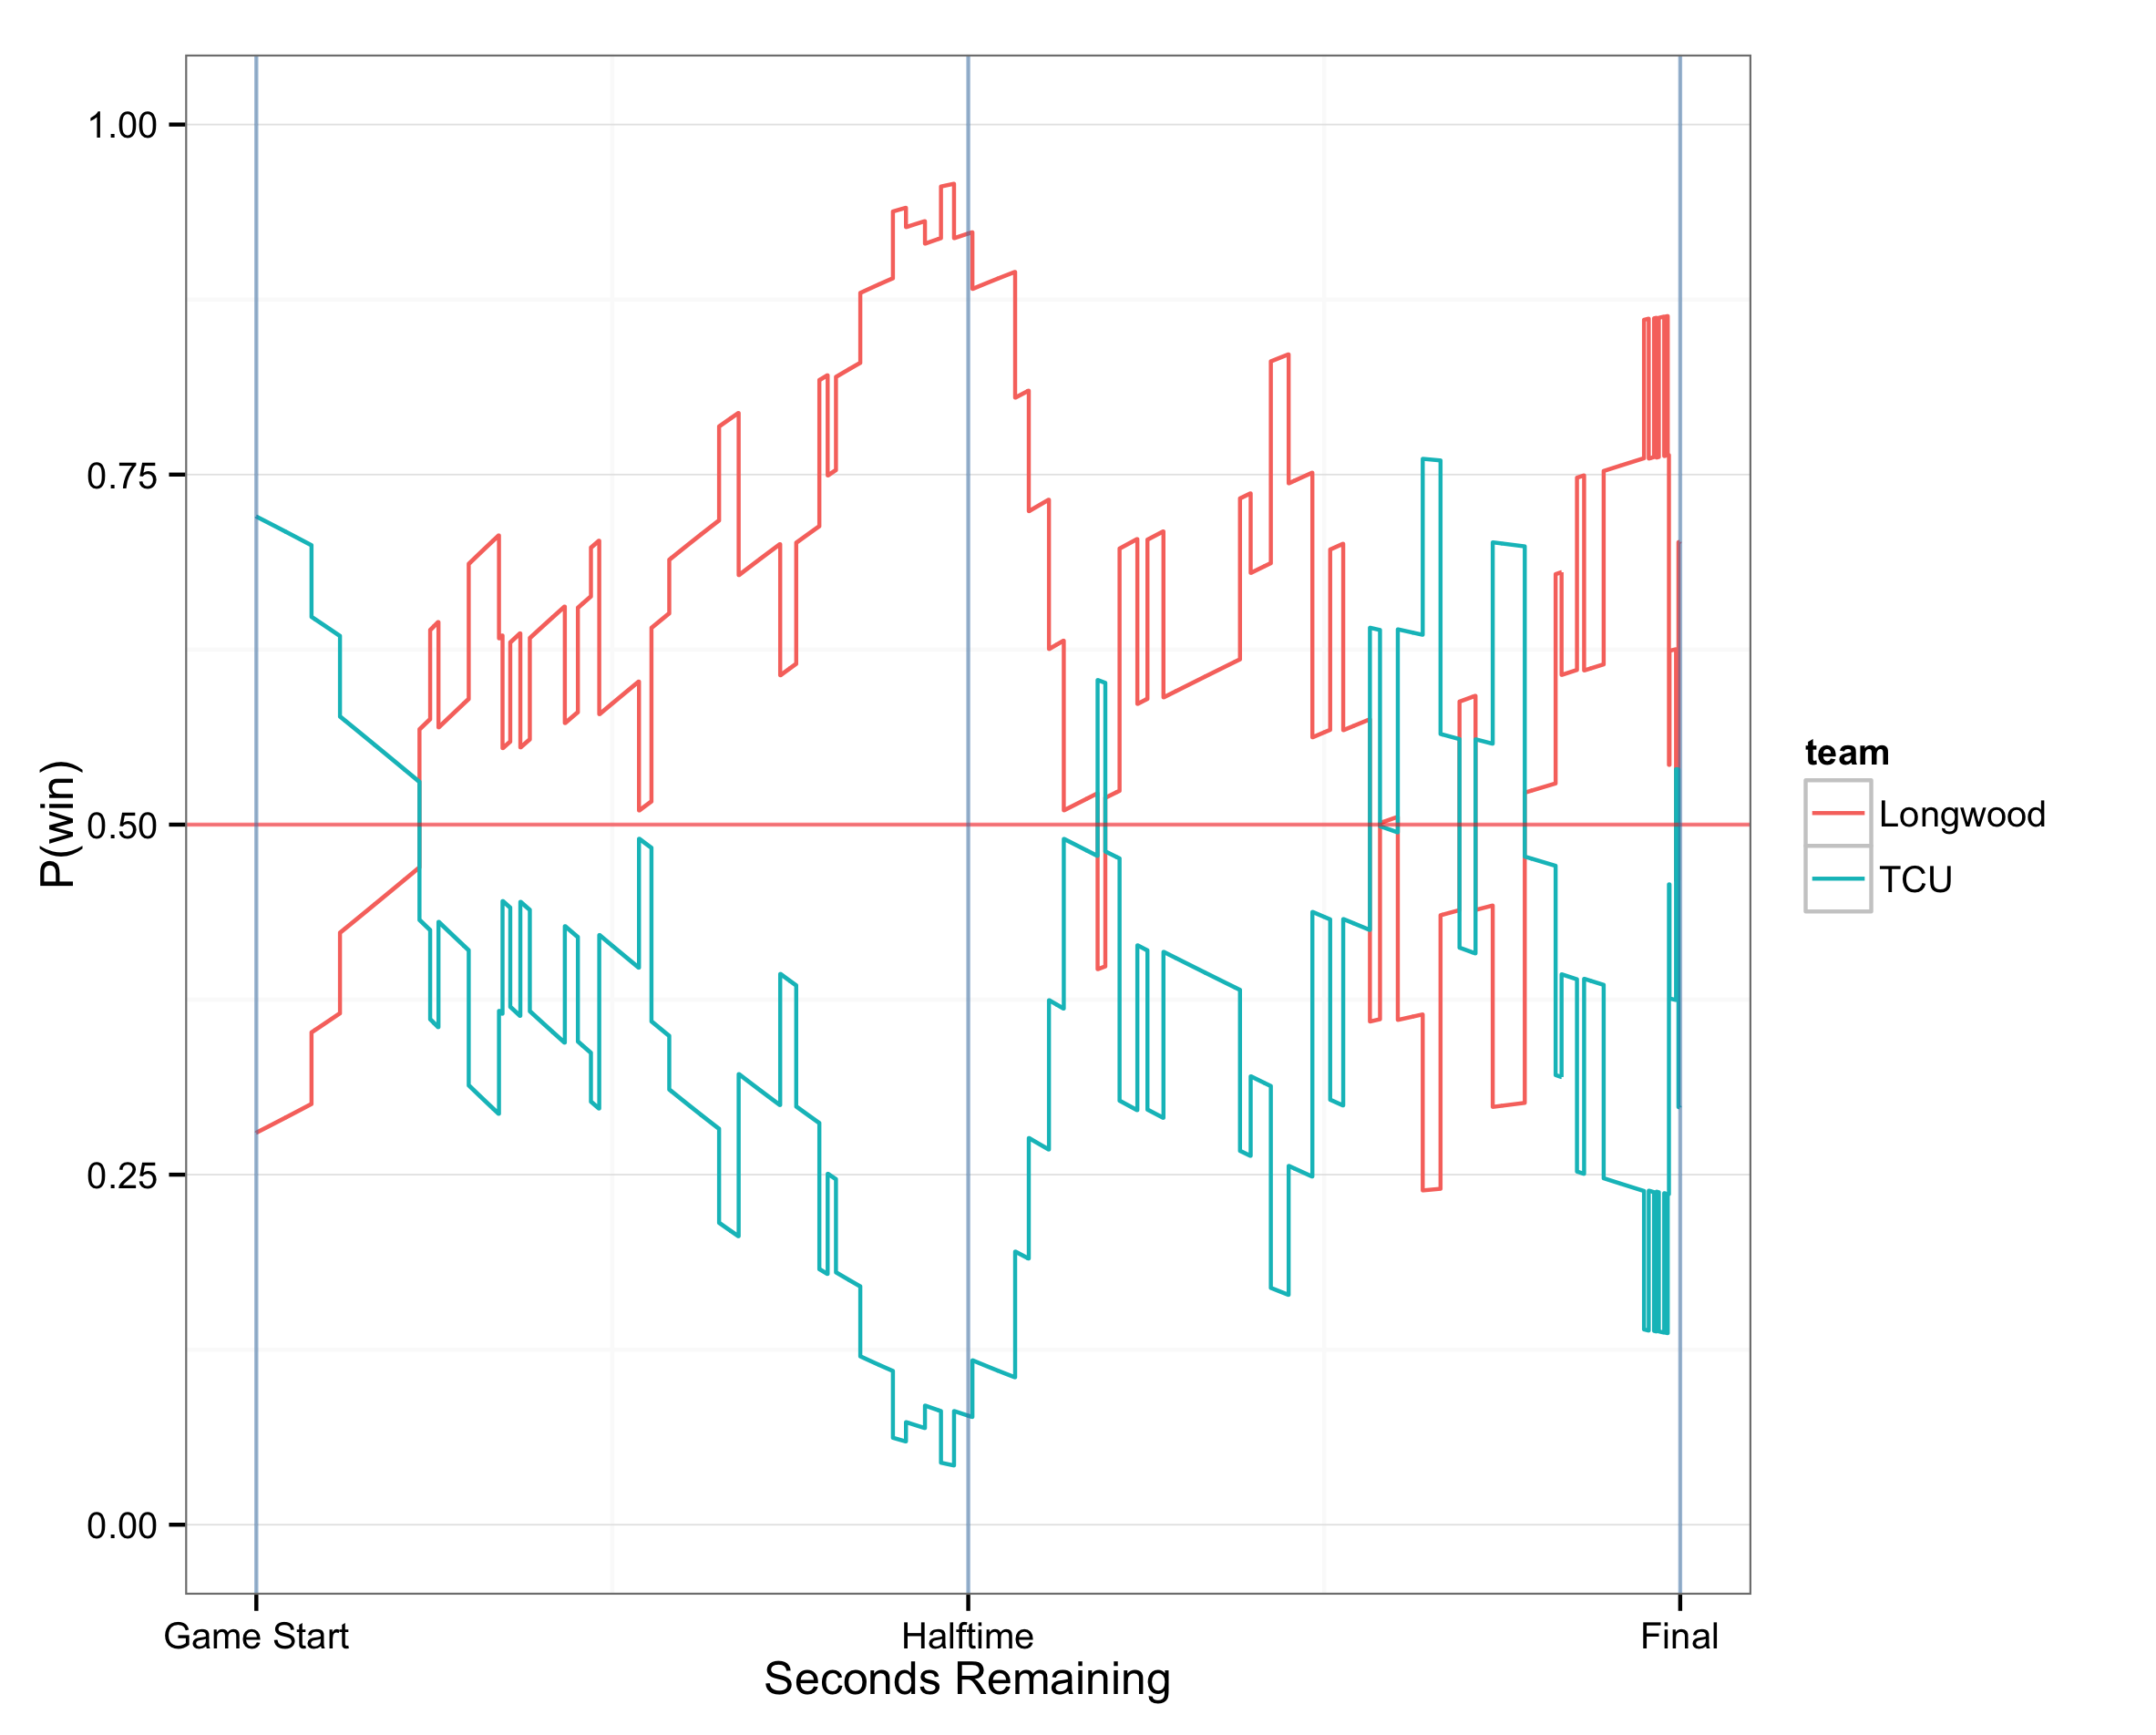 P(win)
1.00
0.75
0.50
0.25
0.00
Game Start
Halftime
Final
Seconds Remaining
team
Longwood
TCU